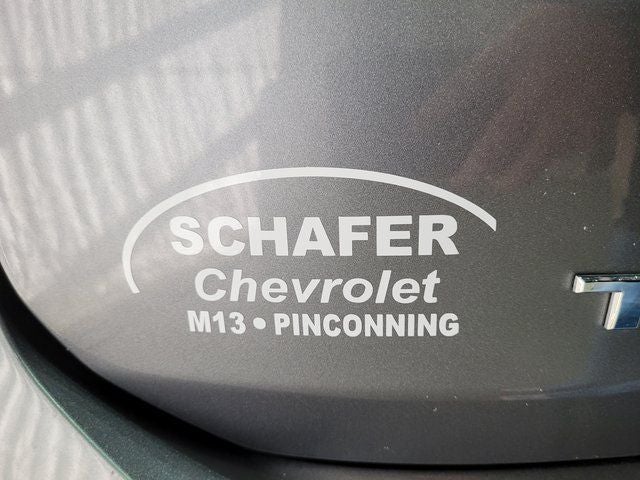 SCHAFER
Chevrolet
M13 • PINCONNING
T